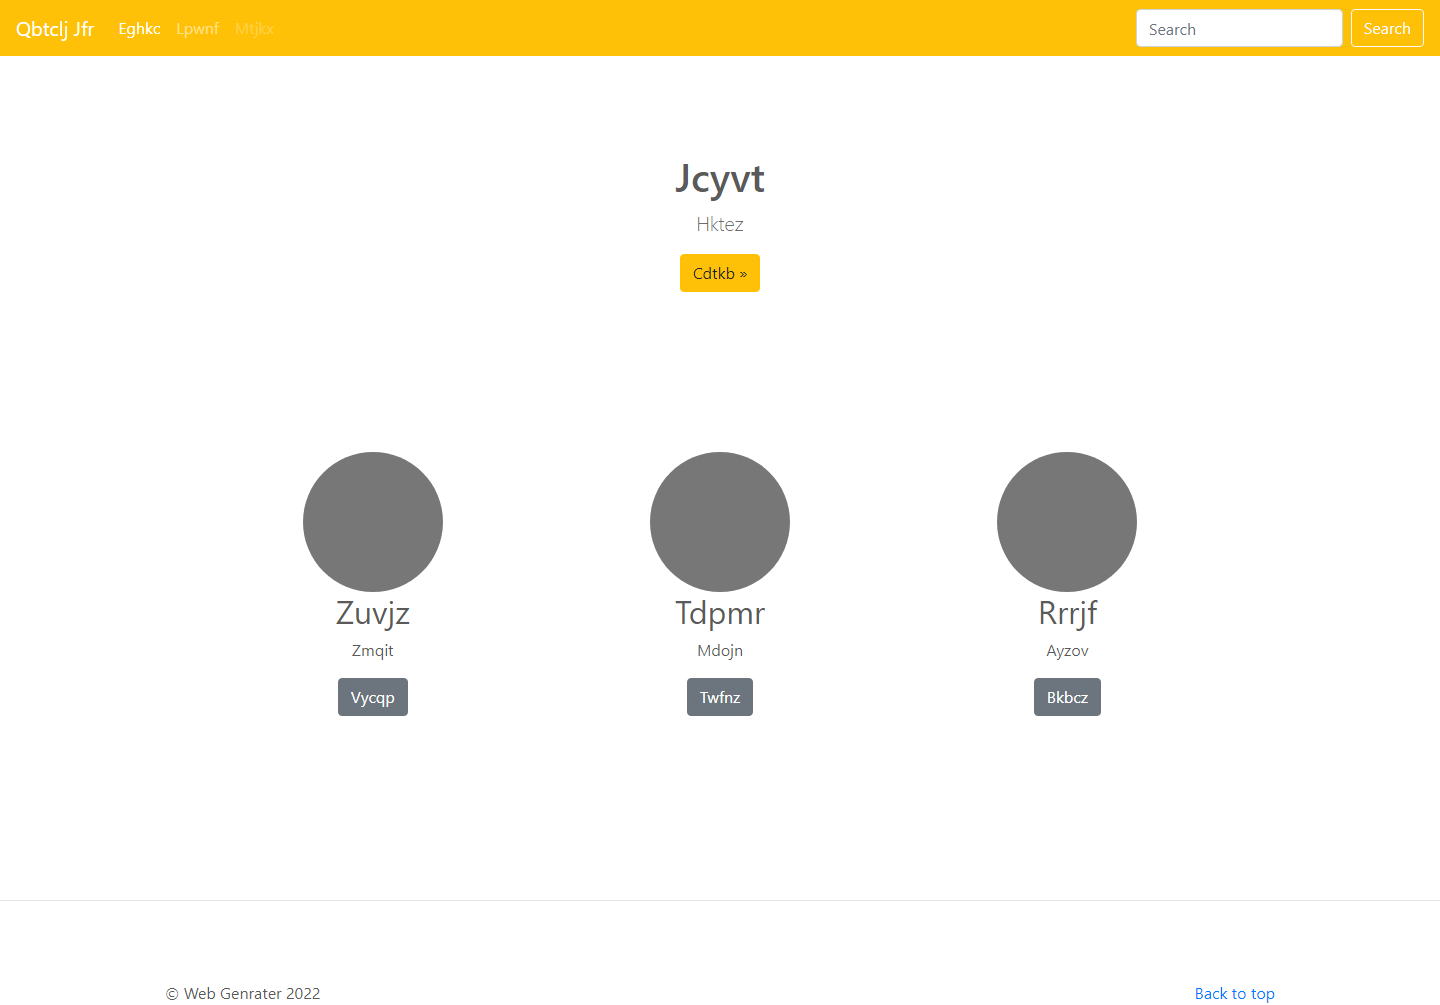 Qbtclj Jfr Eghkc Lpwnf Mtjkx Search Search
Jcyvt
Hktez
Cdtkb »
Zuvjz Tdpmr Rrrjf
Zmqit Mdojn Ayzov
Vycqp Twfnz Bkbcz
© Web Genrater 2022 Back to top